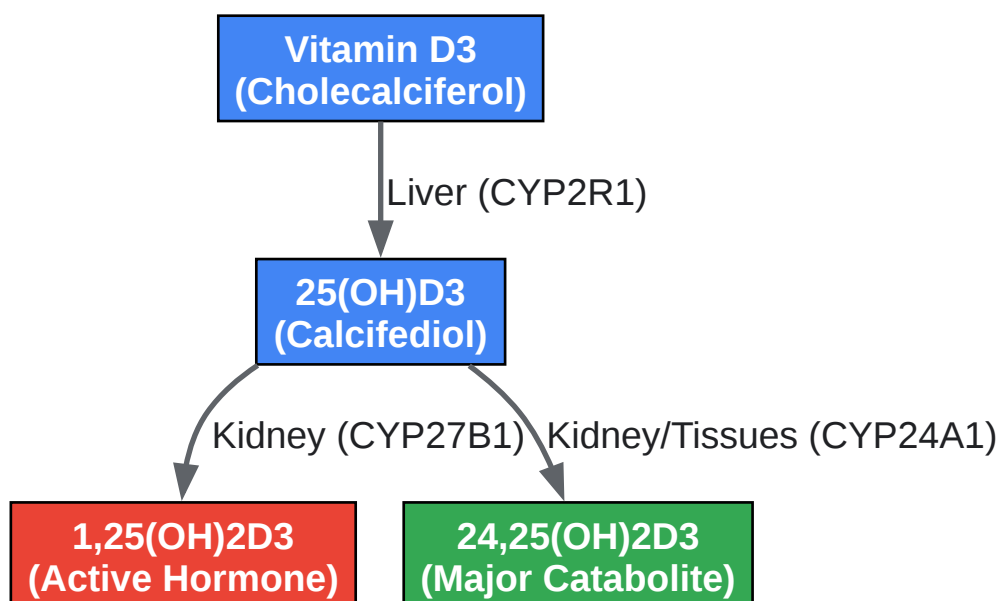 Vitamin D3
(Cholecalciferol)
Liver (CYP2R1)
25(OH)D3
(Calcifediol)
Kidney (CYP27B1)
Kidney/Tissues (CYP24A1)
1,25(OH)2D3
(Active Hormone)
24,25(OH)2D3
(Major Catabolite)